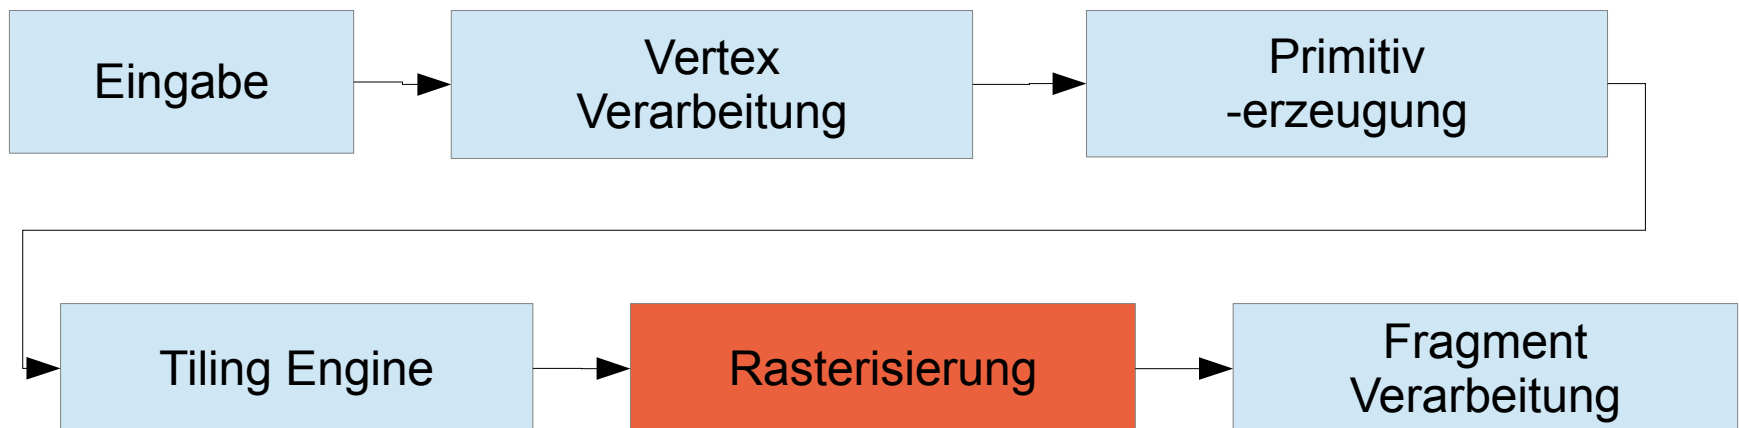 Eingabe
Vertex
Verarbeitung
Primitiv
-erzeugung
Tiling Engine
Rasterisierung
Fragment
Verarbeitung